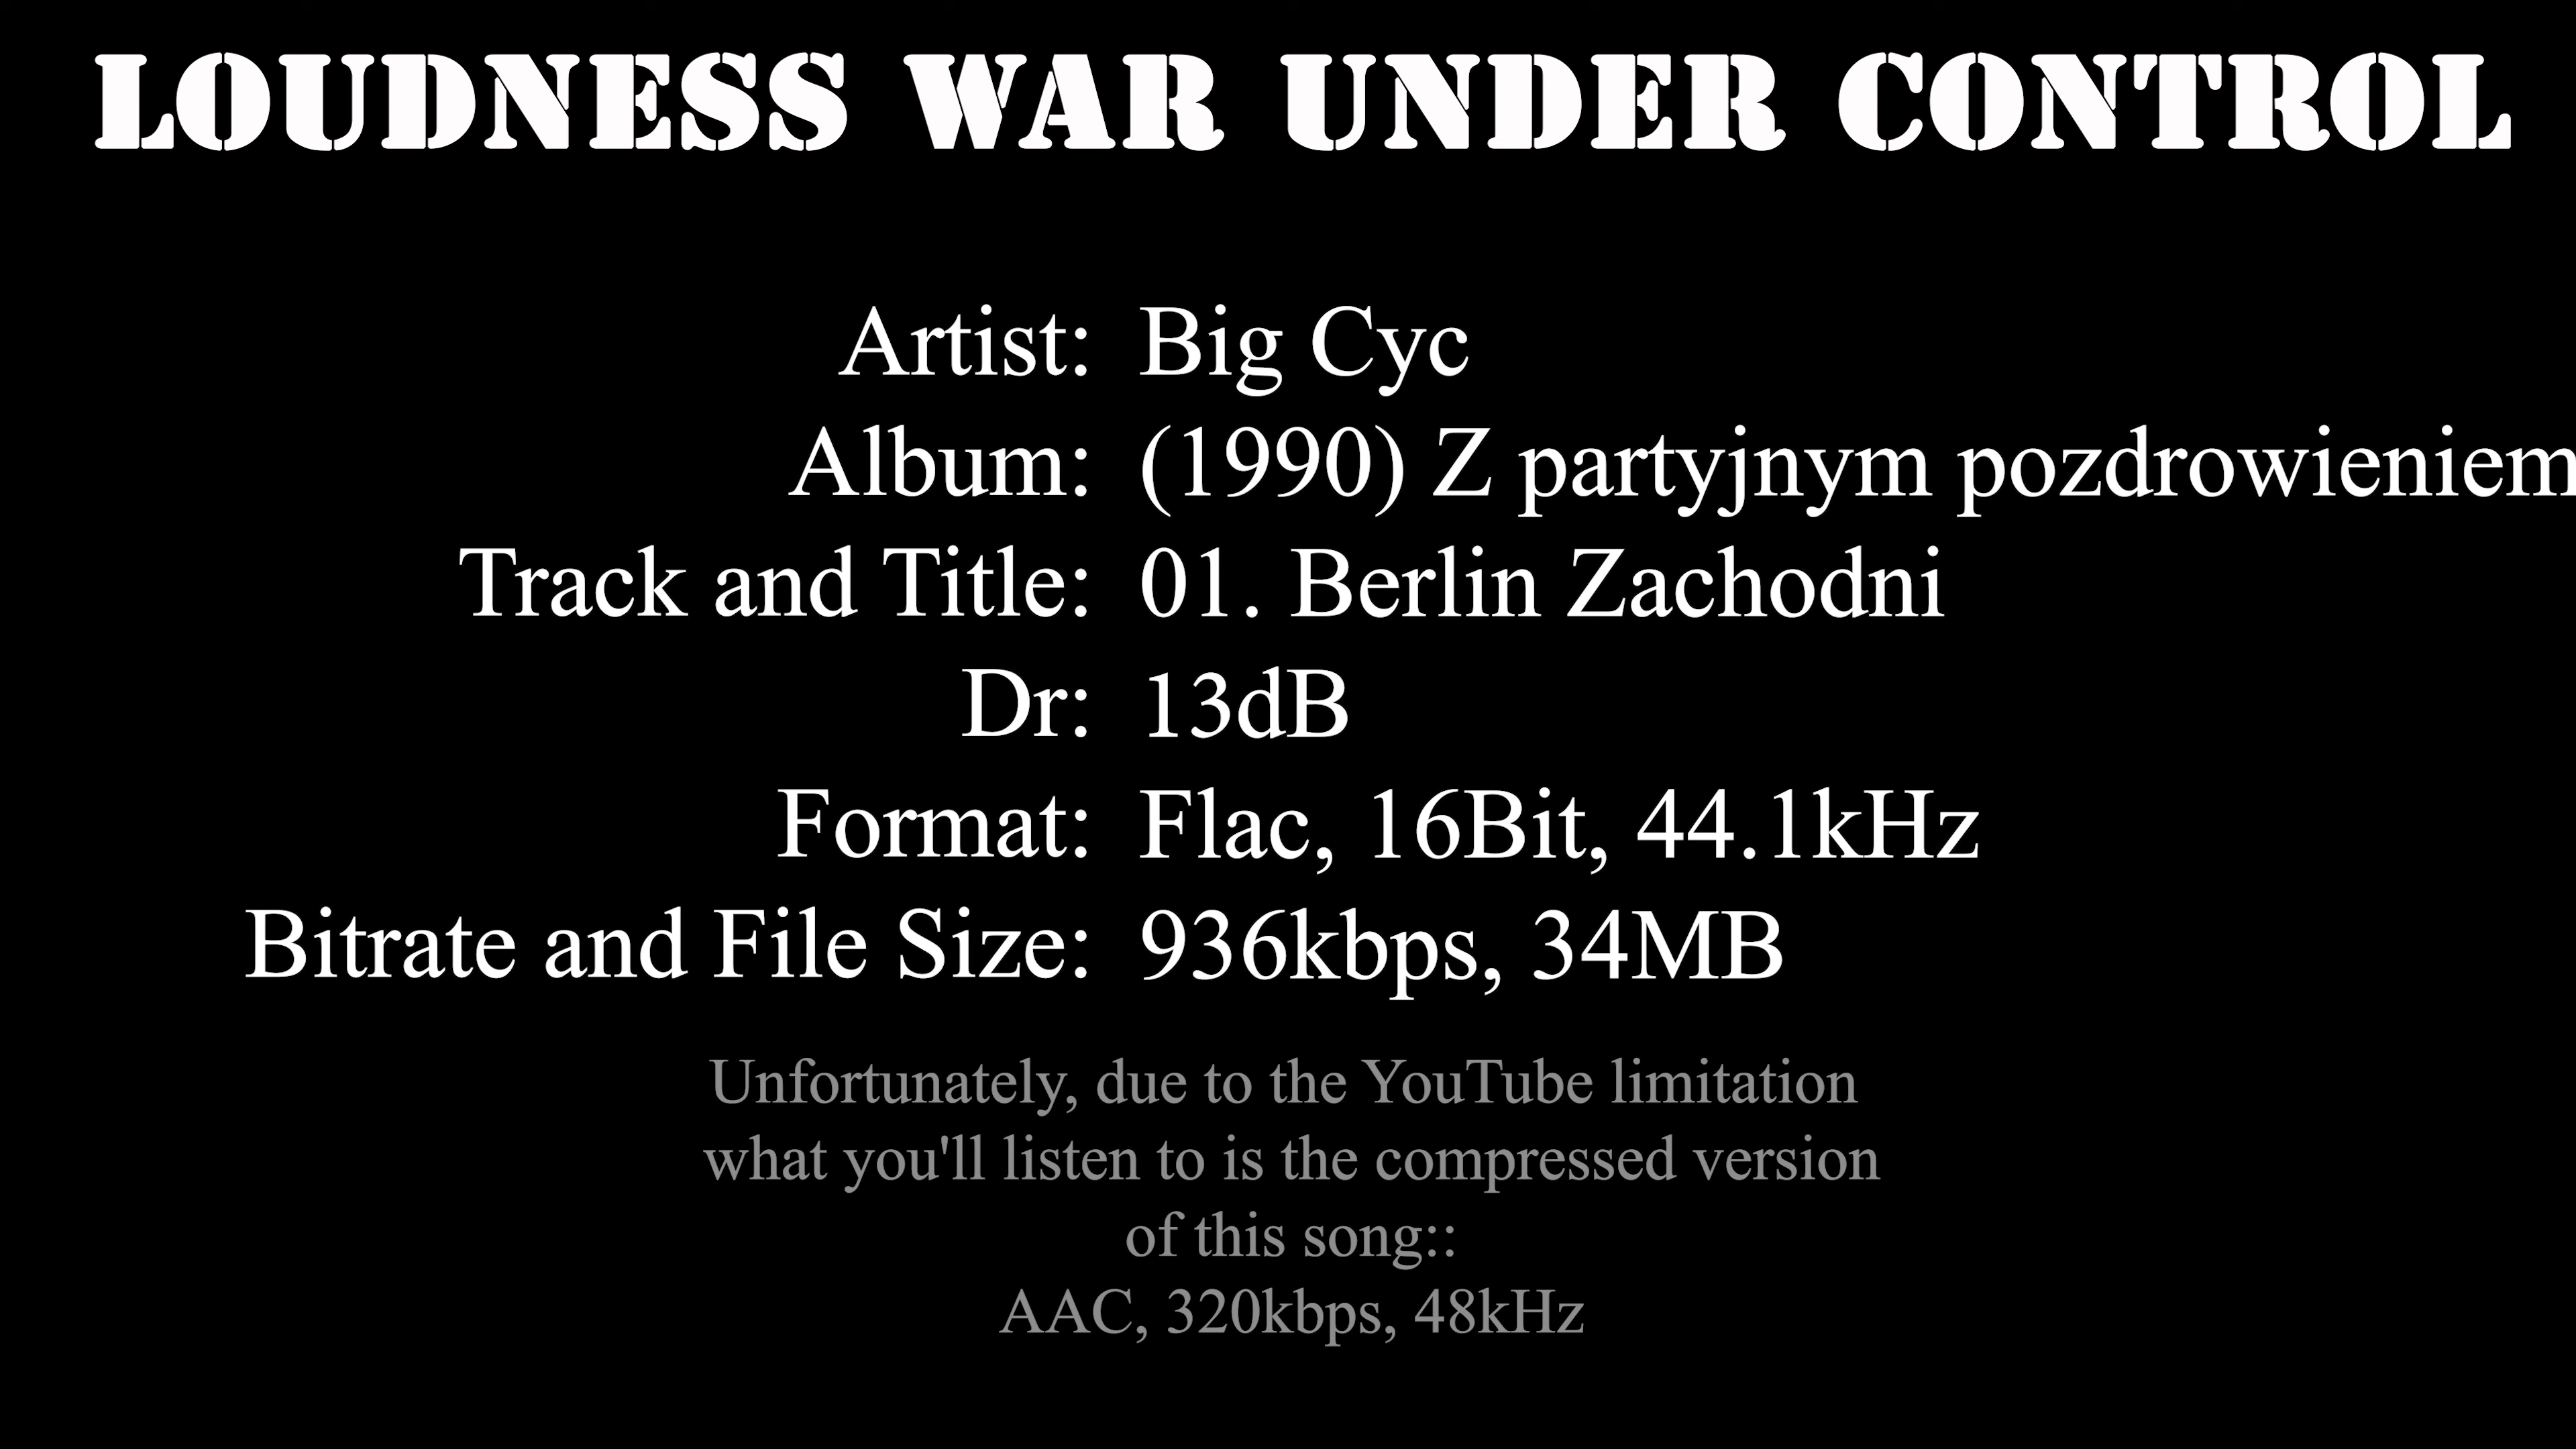 LOUDNESS WAR UNDER CONTROL
Artist: Big Cyc
Album: (1990) Z partyjnym pozdrowieniem
Track and Title: 01. Berlin Zachodni
Dr: 13dB
Format: Flac, 16Bit, 44.1kHz
Bitrate and File Size: 936kbps, 34MB
Unfortunately, due to the YouTube limitation
what you'll listen to is the compressed version
of this song::
AAC, 320kbps, 48kHz